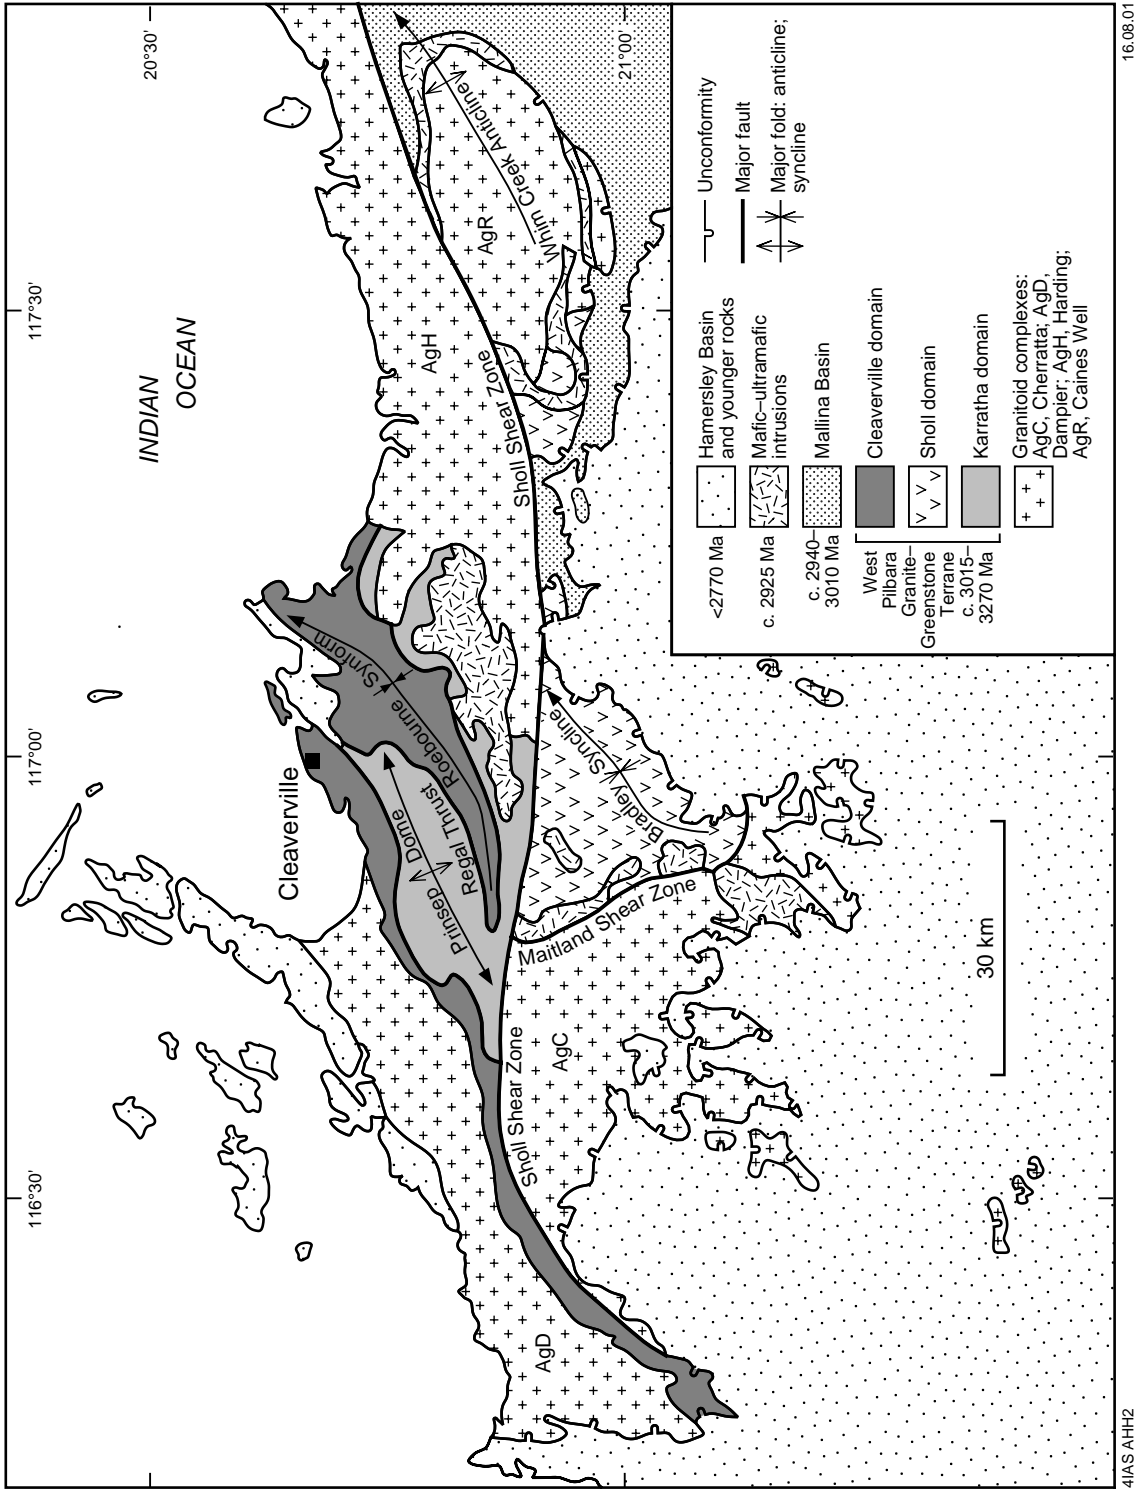 116°30'
117°00'
117°30'
20°30'
21°00'
INDIAN
OCEAN
Cleaverville
Prinsep Dome
Regal Thrust
Roebourne Synform
Sholl Shear Zone
Sholl Shear Zone
Maitland Shear Zone
Bradley Syncline
Whim Creek Anticline
AgD
AgC
AgH
AgR
30 km
<2770 Ma
Hamersley Basin
and younger rocks
c. 2925 Ma
Mafic–ultramafic
intrusions
c. 2940–
3010 Ma
Mallina Basin
West
Pilbara
Granite–
Greenstone
Terrane
c. 3015–
3270 Ma
Cleaverville domain
Sholl domain
Karratha domain
Granitoid complexes:
AgC, Cherratta; AgD,
Dampier; AgH, Harding;
AgR, Caines Well
Unconformity
Major fault
Major fold: anticline;
syncline
4IAS AHH2
16.08.01